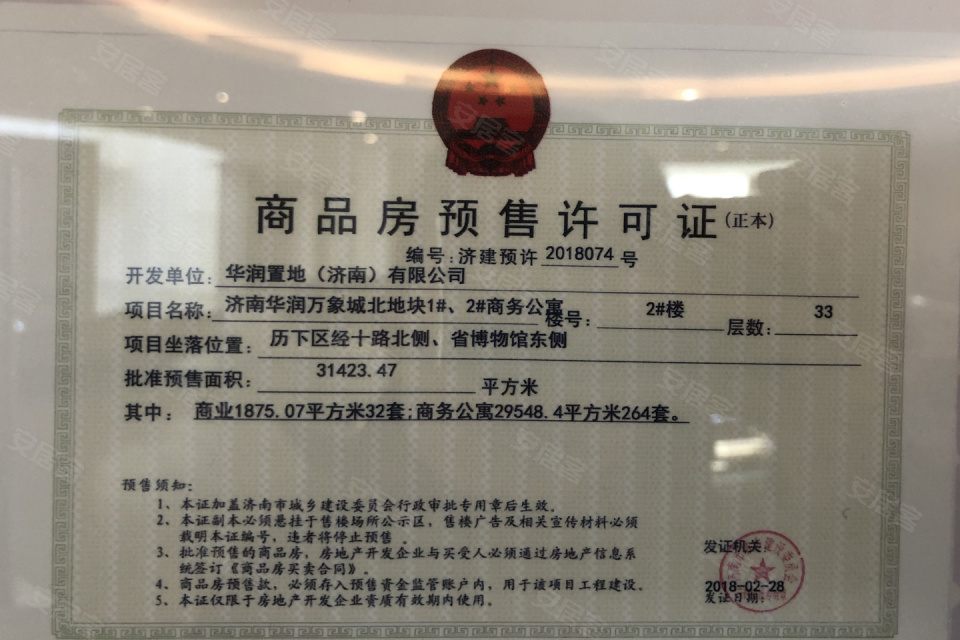 商品房预售许可证(正本)
编号:济建预许 2018074 号
开发单位: 华润置地（济南）有限公司
项目名称: 济南华润万象城北地块1#、2#商务公寓 楼号: 2#楼 层数: 33
项目坐落位置: 历下区经十路北侧、省博物馆东侧
批准预售面积: 31423.47 平方米
其中: 商业1875.07平方米32套;商务公寓29548.4平方米264套。
预售须知:
1、本证加盖济南市城乡建设委员会行政审批专用章后生效。
2、本证副本必须悬挂于售楼场所公示区，售楼广告及相关宣传材料必须
载明本证编号，违者将停止预售。
3、批准预售的商品房，房地产开发企业与买受人必须通过房地产信息系
统签订《商品房买卖合同》。
4、商品房预售款，必须存入预售资金监管账户内，用于该项目工程建设。
5、本证仅限于房地产开发企业资质有效期内使用。
发证机关:
2018-02-28
发证日期:
安居客